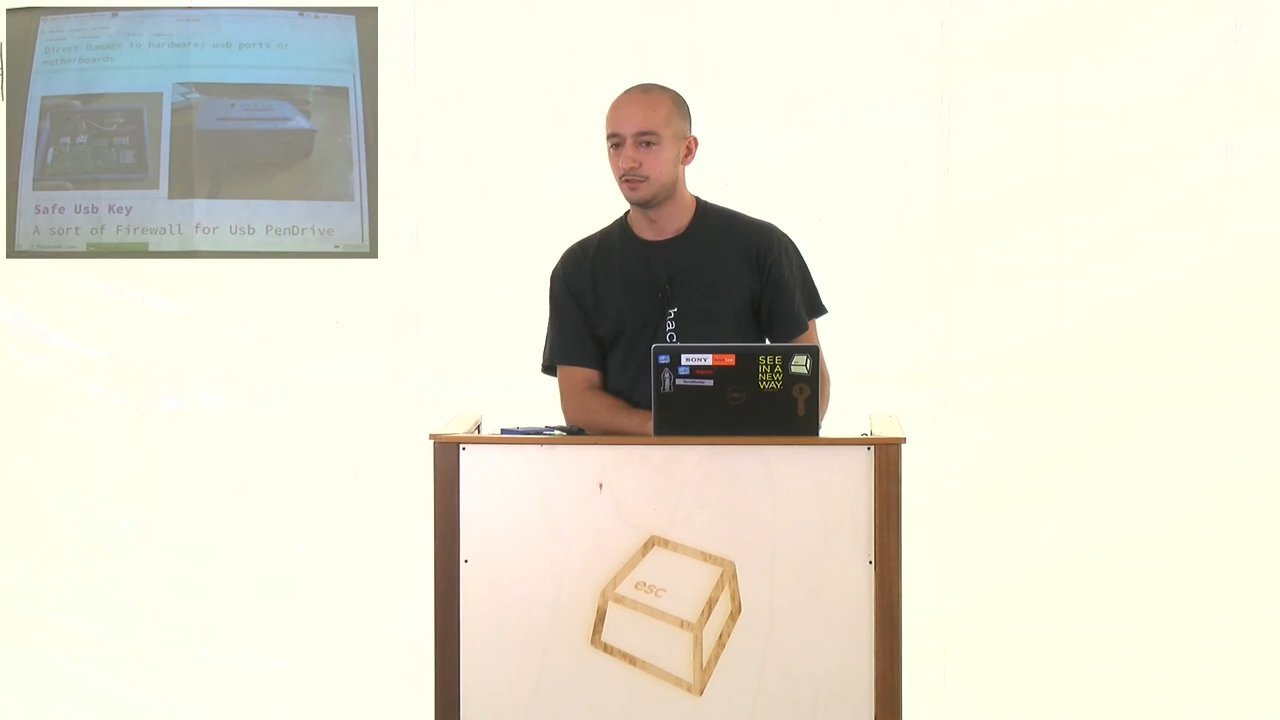 Direct Damage to hardware: usb ports or
motherboards
Safe Usb Key
A sort of Firewall for Usb PenDrive
hac
SONY
SEE
IN A
NEW
WAY.
esc